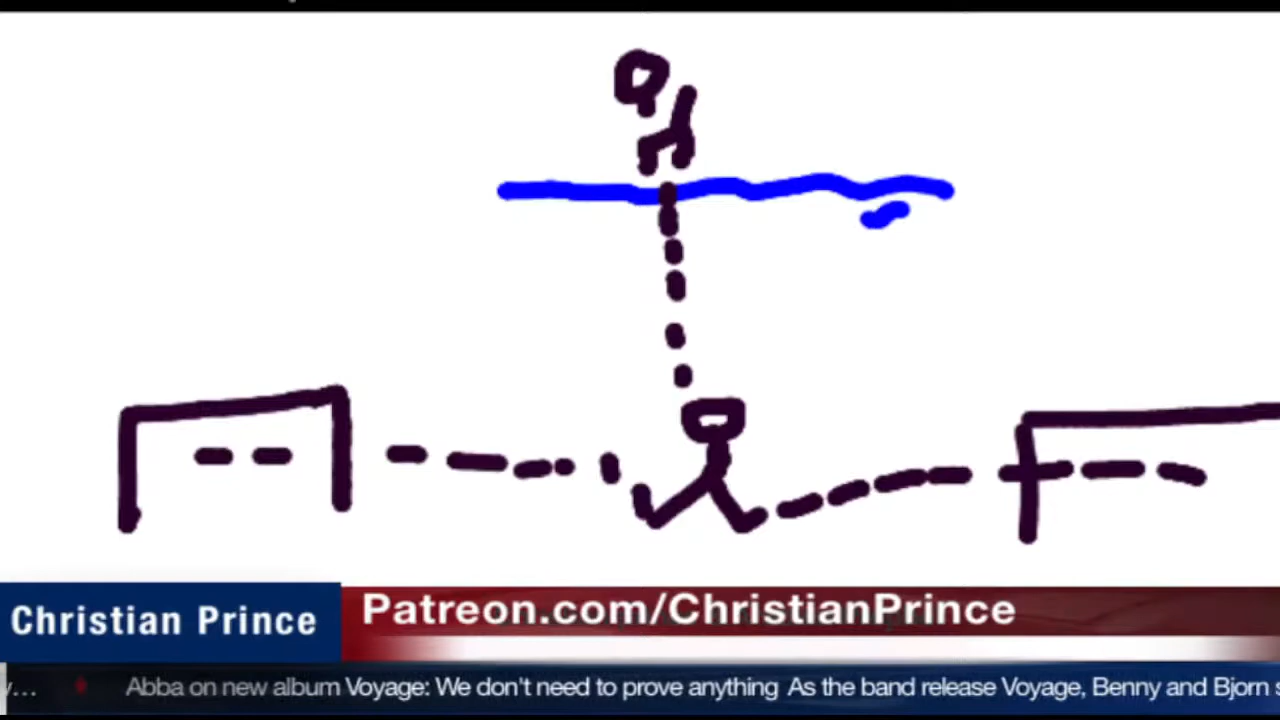 Christian Prince
Patreon.com/ChristianPrince
Abba on new album Voyage: We don't need to prove anything As the band release Voyage, Benny and Bjorn